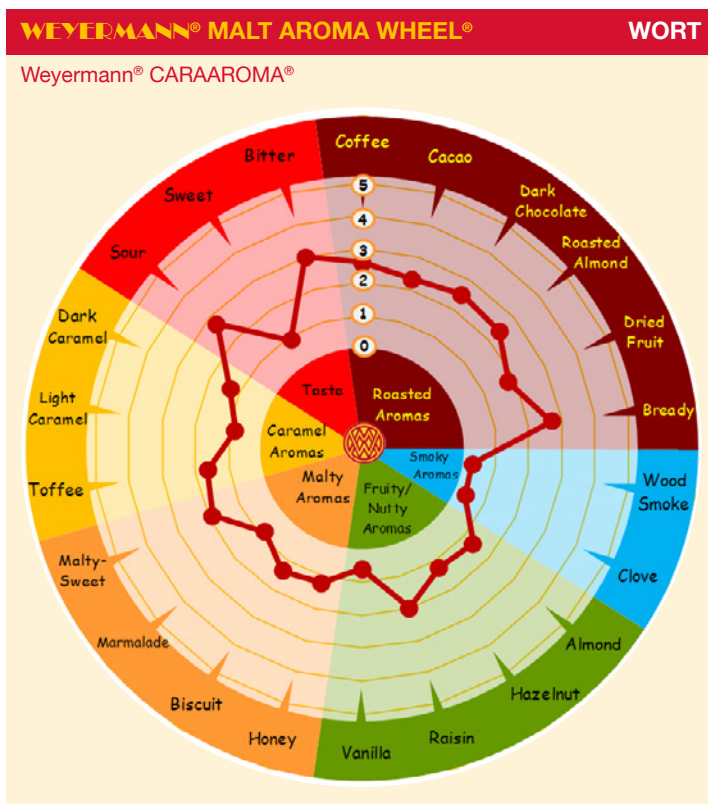 WEYERMANN® MALT AROMA WHEEL®
WORT
Weyermann® CARAAROMA®
Coffee
Cacao
Dark
Chocolate
Roasted
Almond
Dried
Fruit
Bready
Wood
Smoke
Clove
Almond
Hazelnut
Raisin
Vanilla
Honey
Biscuit
Marmalade
Malty-
Sweet
Toffee
Light
Caramel
Dark
Caramel
Sour
Sweet
Bitter
5
4
3
2
1
0
Taste
Roasted
Aromas
Caramel
Aromas
Smoky
Aromas
Malty
Aromas
Fruity/
Nutty
Aromas